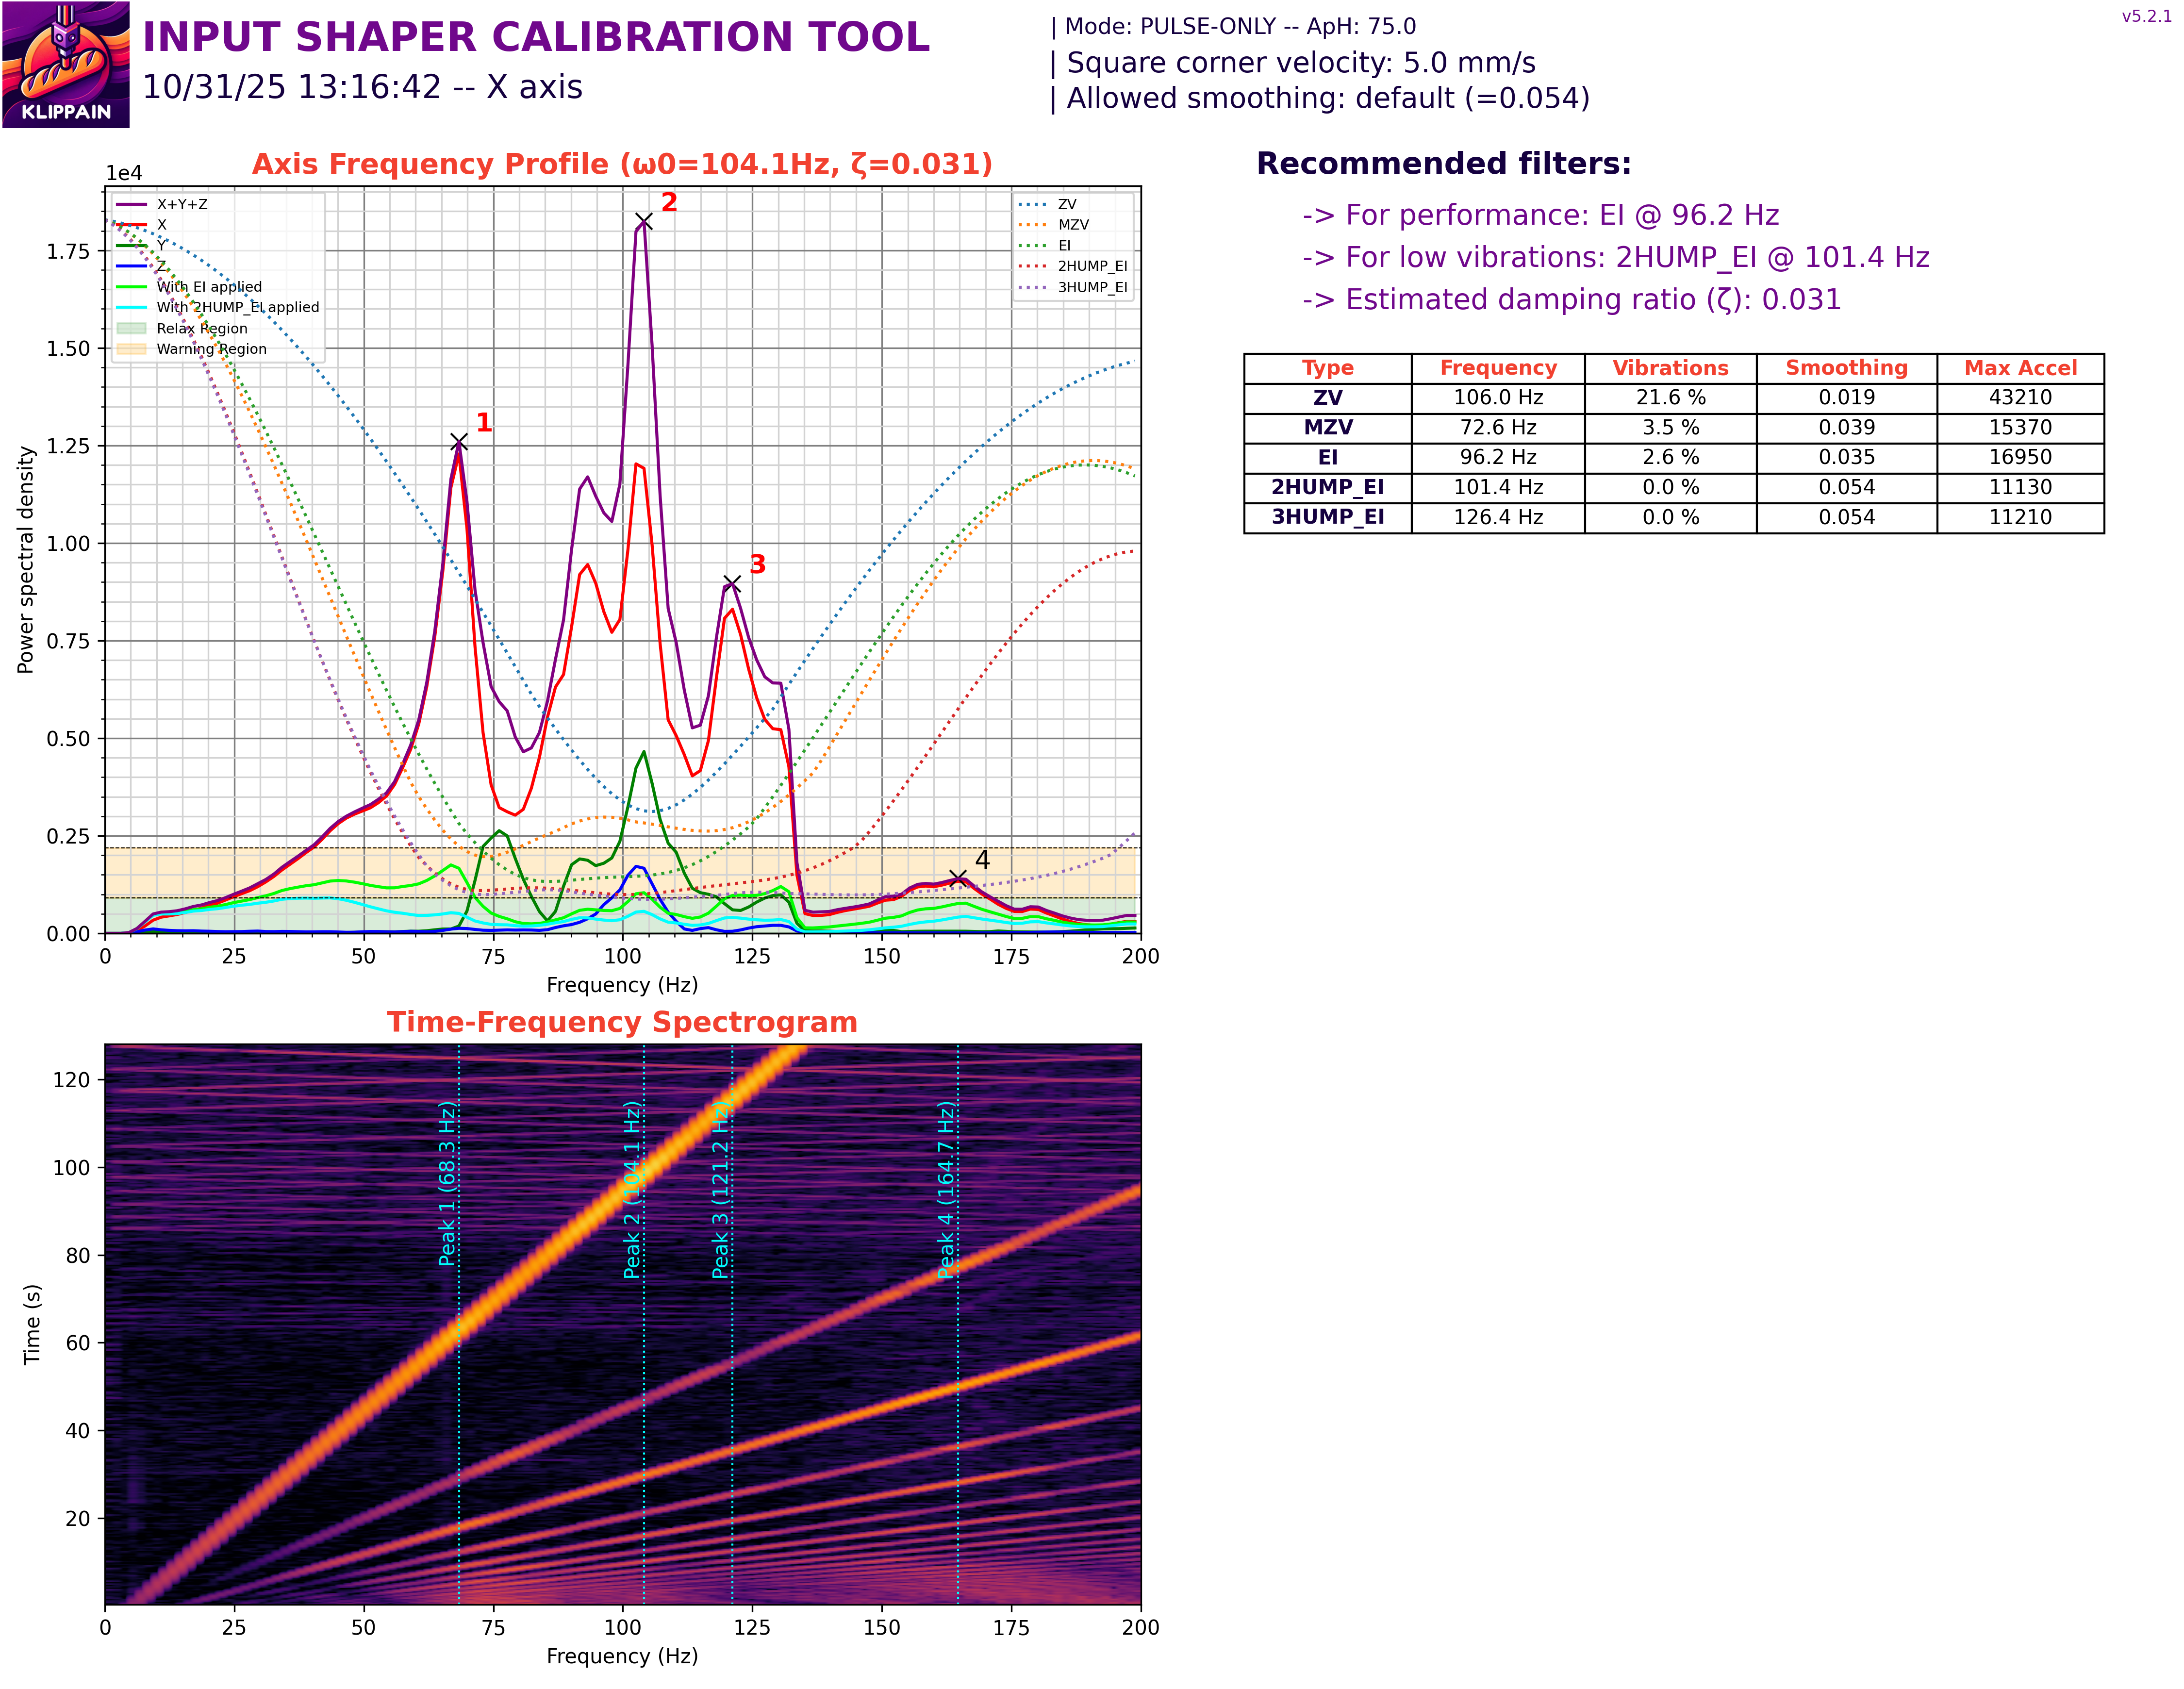 v5.2.1
KLIPPAIN
INPUT SHAPER CALIBRATION TOOL
10/31/25 13:16:42 -- X axis
| Mode: PULSE-ONLY -- ApH: 75.0
| Square corner velocity: 5.0 mm/s
| Allowed smoothing: default (=0.054)
Axis Frequency Profile (ω0=104.1Hz, ζ=0.031)
1e4
X+Y+Z
X
Y
Z
With EI applied
With 2HUMP_EI applied
Relax Region
Warning Region
ZV
MZV
EI
2HUMP_EI
3HUMP_EI
1
2
3
4
Power spectral density
1.75
1.50
1.25
1.00
0.75
0.50
0.25
0.00
0 25 50 75 100 125 150 175 200
Frequency (Hz)
Recommended filters:
-> For performance: EI @ 96.2 Hz
-> For low vibrations: 2HUMP_EI @ 101.4 Hz
-> Estimated damping ratio (ζ): 0.031
Type Frequency Vibrations Smoothing Max Accel
ZV 106.0 Hz 21.6 % 0.019 43210
MZV 72.6 Hz 3.5 % 0.039 15370
EI 96.2 Hz 2.6 % 0.035 16950
2HUMP_EI 101.4 Hz 0.0 % 0.054 11130
3HUMP_EI 126.4 Hz 0.0 % 0.054 11210
Time-Frequency Spectrogram
Time (s)
120
100
80
60
40
20
Peak 1 (68.3 Hz)
Peak 2 (104.1 Hz)
Peak 3 (121.2 Hz)
Peak 4 (164.7 Hz)
0 25 50 75 100 125 150 175 200
Frequency (Hz)